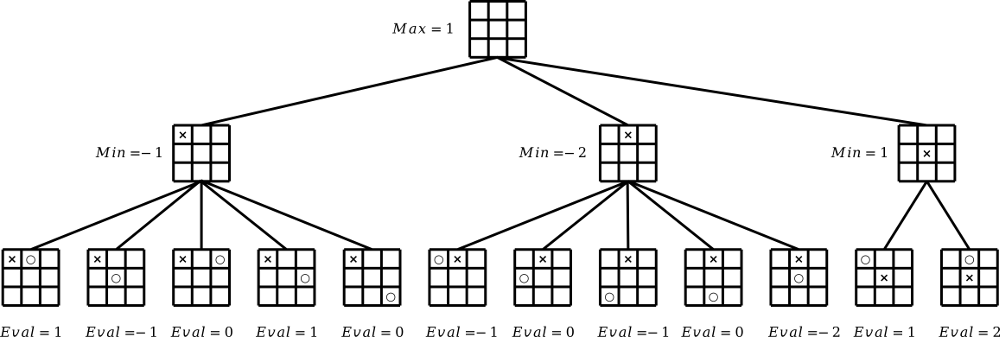 Max = 1
Min = -1
Min = -2
Min = 1
Eval = 1
Eval = -1
Eval = 0
Eval = 1
Eval = 0
Eval = -1
Eval = 0
Eval = -1
Eval = 0
Eval = -2
Eval = 1
Eval = 2